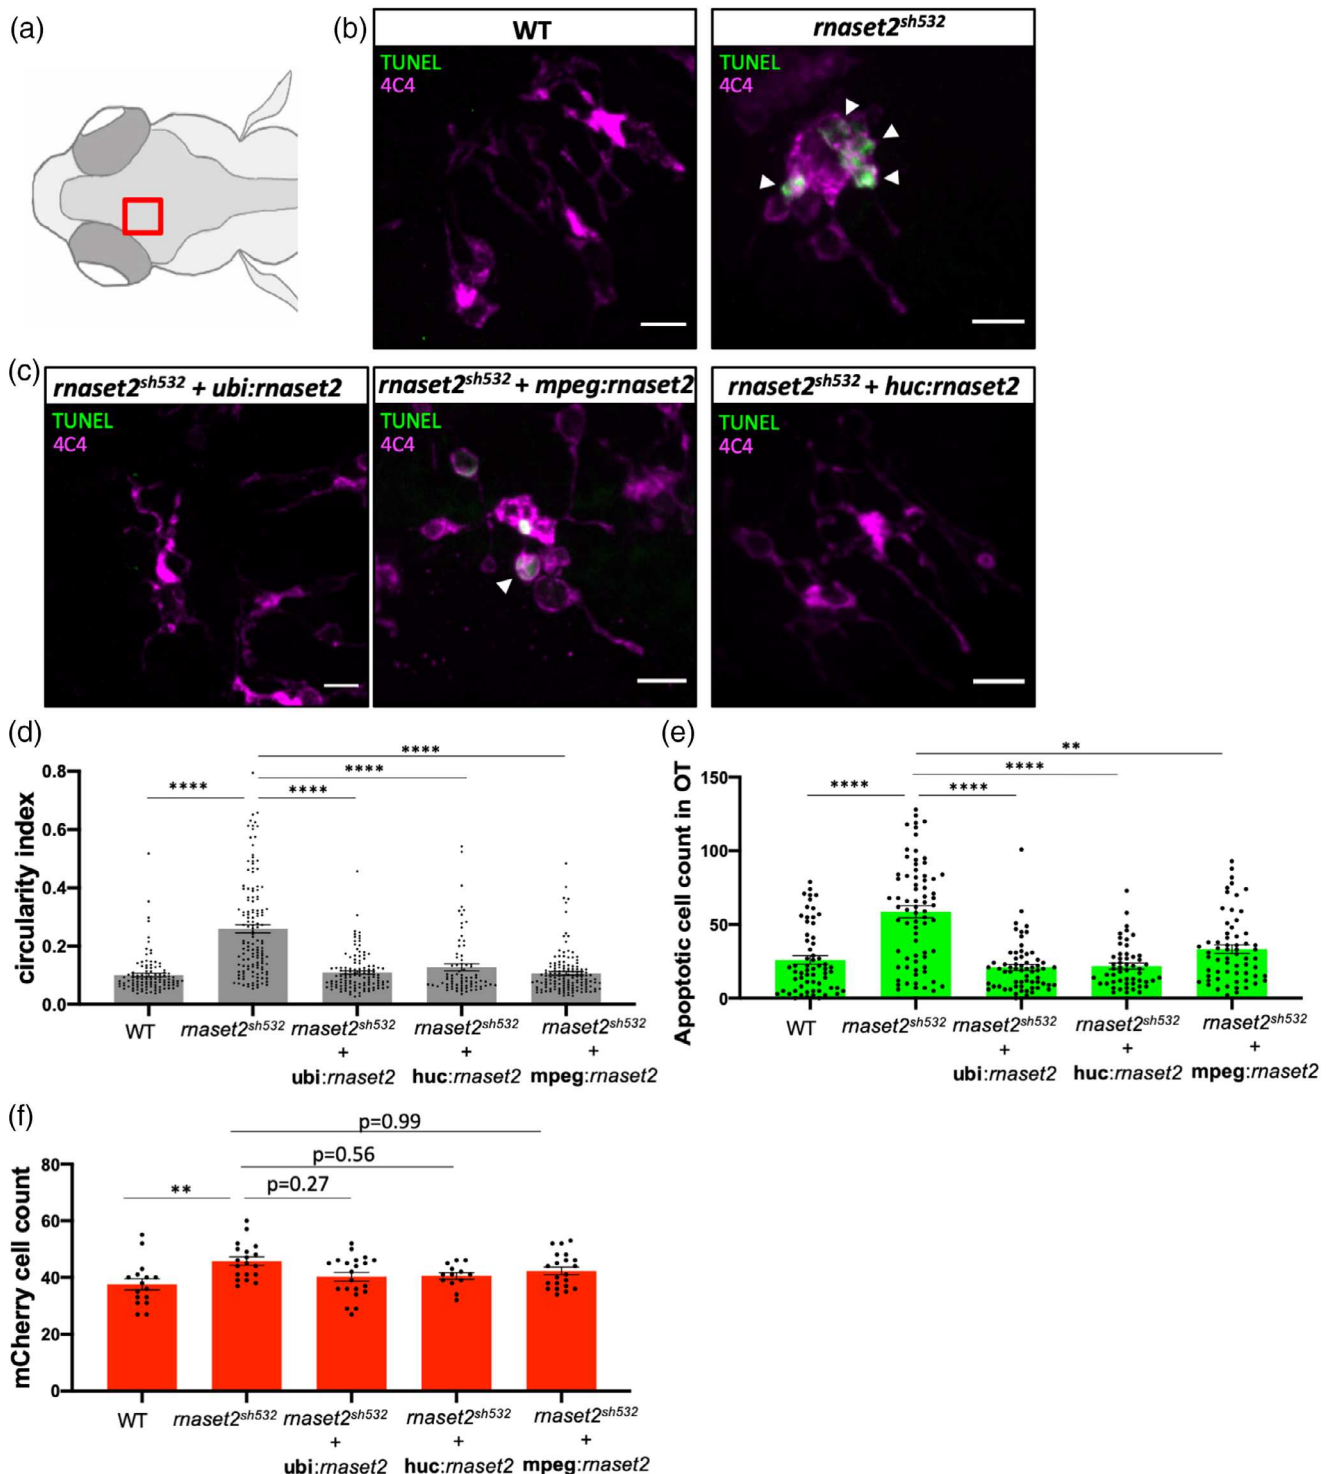 (a)
(b)
WT
rnaset2sh532
TUNEL
4C4
TUNEL
4C4
(c)
rnaset2sh532 + ubi:rnaset2
rnaset2sh532 + mpeg:rnaset2
rnaset2sh532 + huc:rnaset2
TUNEL
4C4
TUNEL
4C4
TUNEL
4C4
(d)
circularity index
0.8
0.6
0.4
0.2
0.0
****
****
****
****
WT
rnaset2sh532
rnaset2sh532
+
ubi:rnaset2
rnaset2sh532
+
huc:rnaset2
rnaset2sh532
+
mpeg:rnaset2
(e)
Apoptotic cell count in OT
150
100
50
0
****
****
****
**
WT
rnaset2sh532
rnaset2sh532
+
ubi:rnaset2
rnaset2sh532
+
huc:rnaset2
rnaset2sh532
+
mpeg:rnaset2
(f)
mCherry cell count
80
60
40
20
0
p=0.99
p=0.56
p=0.27
**
WT
rnaset2sh532
rnaset2sh532
+
ubi:rnaset2
rnaset2sh532
+
huc:rnaset2
rnaset2sh532
+
mpeg:rnaset2